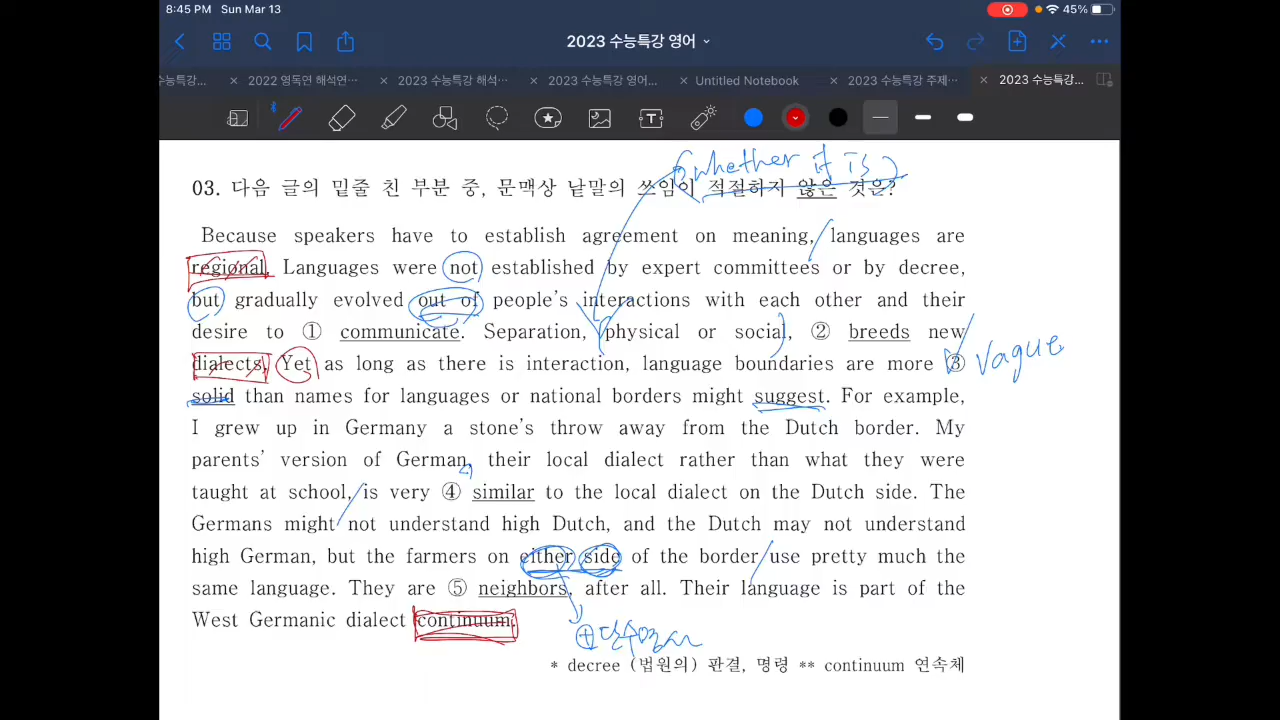 8:45 PM Sun Mar 13 45%
2023 수능특강 영어
수능특강... 2022 영독연 해석연... 2023 수능특강 해석... 2023 수능특강 영어... Untitled Notebook 2023 수능특강 주제... 2023 수능특강...
(whether it is)
03. 다음 글의 밑줄 친 부분 중, 문맥상 낱말의 쓰임이 적절하지 않은 것은?
Because speakers have to establish agreement on meaning, languages are
regional. Languages were not established by expert committees or by decree,
but gradually evolved out of people's interactions with each other and their
desire to ① communicate. Separation, physical or social, ② breeds new
dialects. Yet as long as there is interaction, language boundaries are more ③
vague
solid than names for languages or national borders might suggest. For example,
I grew up in Germany a stone's throw away from the Dutch border. My
parents' version of German, their local dialect rather than what they were
taught at school, is very ④ similar to the local dialect on the Dutch side. The
Germans might not understand high Dutch, and the Dutch may not understand
high German, but the farmers on either side of the border use pretty much the
same language. They are ⑤ neighbors, after all. Their language is part of the
West Germanic dialect continuum.
⊕단수명사
* decree (법원의) 판결, 명령 ** continuum 연속체